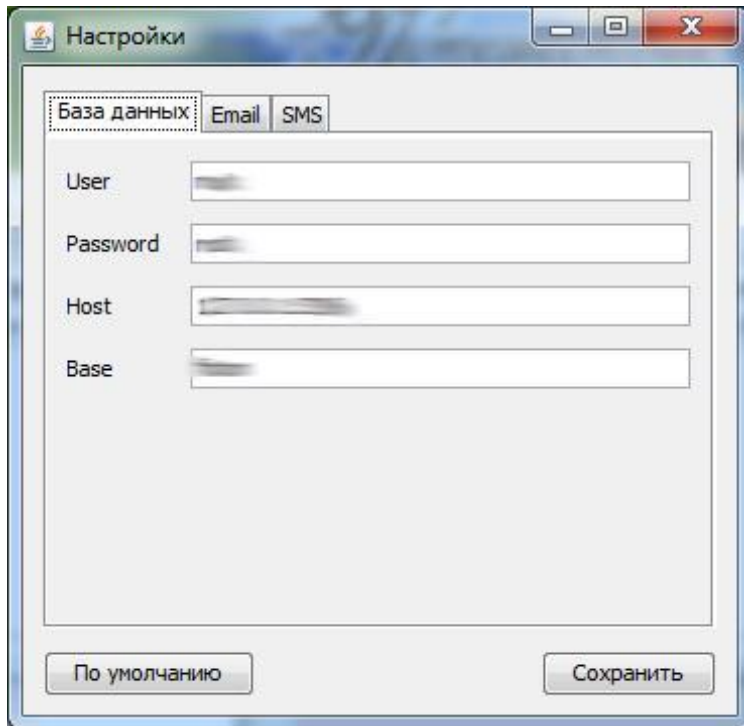 Настройки
База данных Email SMS
User
Password
Host
Base
По умолчанию Сохранить